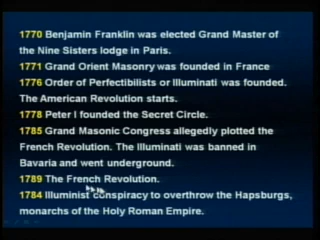 1770 Benjamin Franklin was elected Grand Master of
the Nine Sisters lodge in Paris.
1771 Grand Orient Masonry was founded in France
1776 Order of Perfectibilists or Illuminati was founded.
The American Revolution starts.
1778 Peter I founded the Secret Circle.
1785 Grand Masonic Congress allegedly plotted the
French Revolution. The Illuminati was banned in
Bavaria and went underground.
1789 The French Revolution.
1784 Illuminist conspiracy to overthrow the Hapsburgs,
monarchs of the Holy Roman Empire.